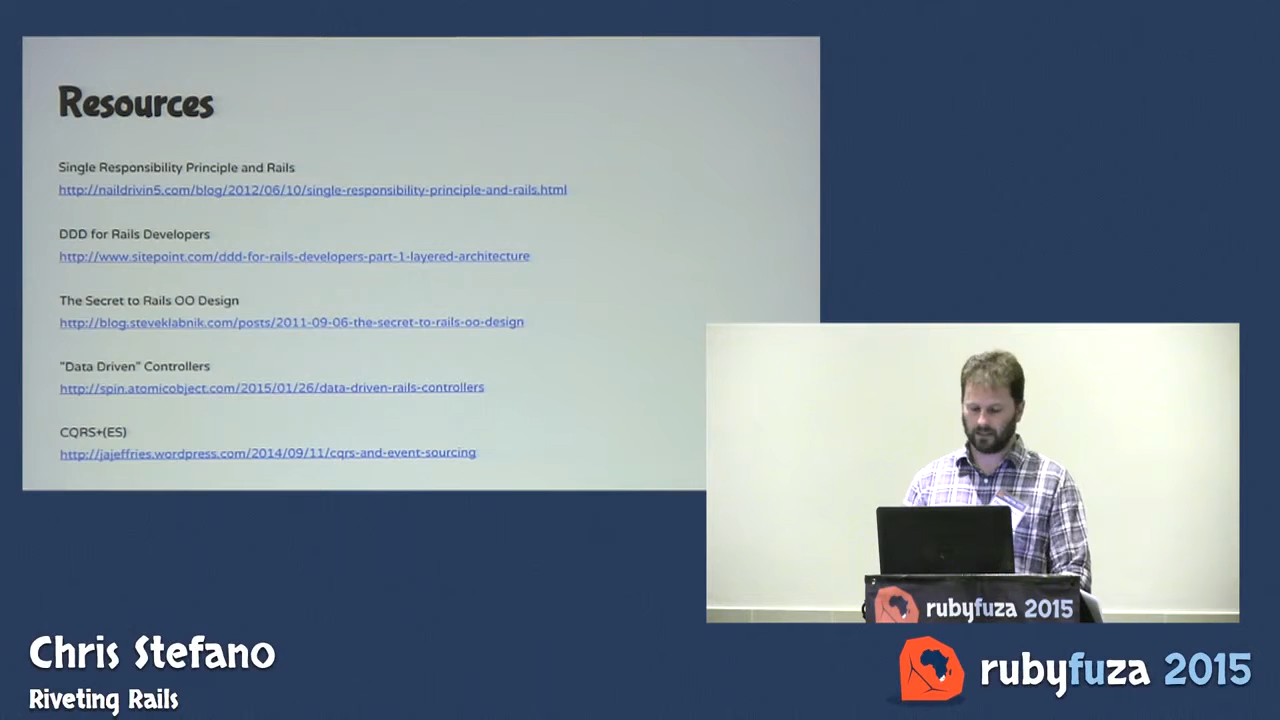 Resources
Single Responsibility Principle and Rails
http://naildrivin5.com/blog/2012/06/10/single-responsibility-principle-and-rails.html
DDD for Rails Developers
http://www.sitepoint.com/ddd-for-rails-developers-part-1-layered-architecture
The Secret to Rails OO Design
http://blog.steveklabnik.com/posts/2011-09-06-the-secret-to-rails-oo-design
"Data Driven" Controllers
http://spin.atomicobject.com/2015/01/26/data-driven-rails-controllers
CQRS+(ES)
http://jajeffries.wordpress.com/2014/09/11/cqrs-and-event-sourcing
rubyfuza 2015
Chris Stefano
Riveting Rails
rubyfuza 2015